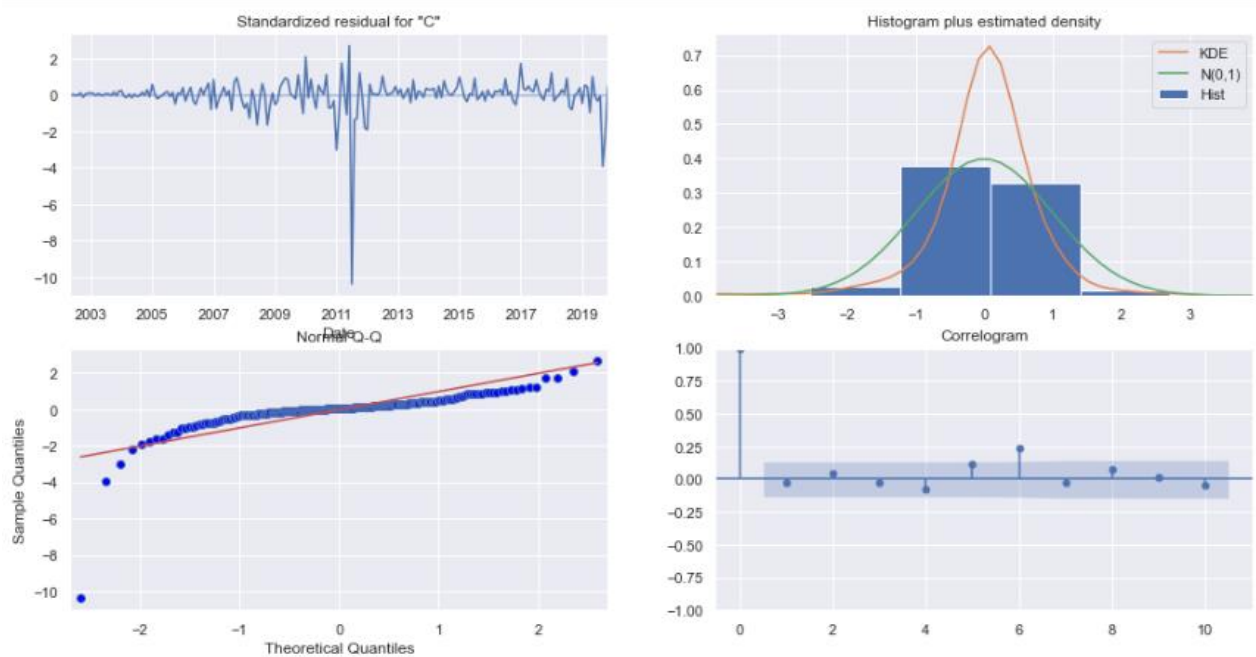 Standardized residual for "C"
2
0
−2
−4
−6
−8
−10
2003 2005 2007 2009 2011 2013 2015 2017 2019
Date
Histogram plus estimated density
KDE
N(0,1)
Hist
0.7
0.6
0.5
0.4
0.3
0.2
0.1
0.0
−3 −2 −1 0 1 2 3
Normal Q-Q
Sample Quantiles
2
0
−2
−4
−6
−8
−10
−2 −1 0 1 2
Theoretical Quantiles
Correlogram
1.00
0.75
0.50
0.25
0.00
−0.25
−0.50
−0.75
−1.00
0 2 4 6 8 10